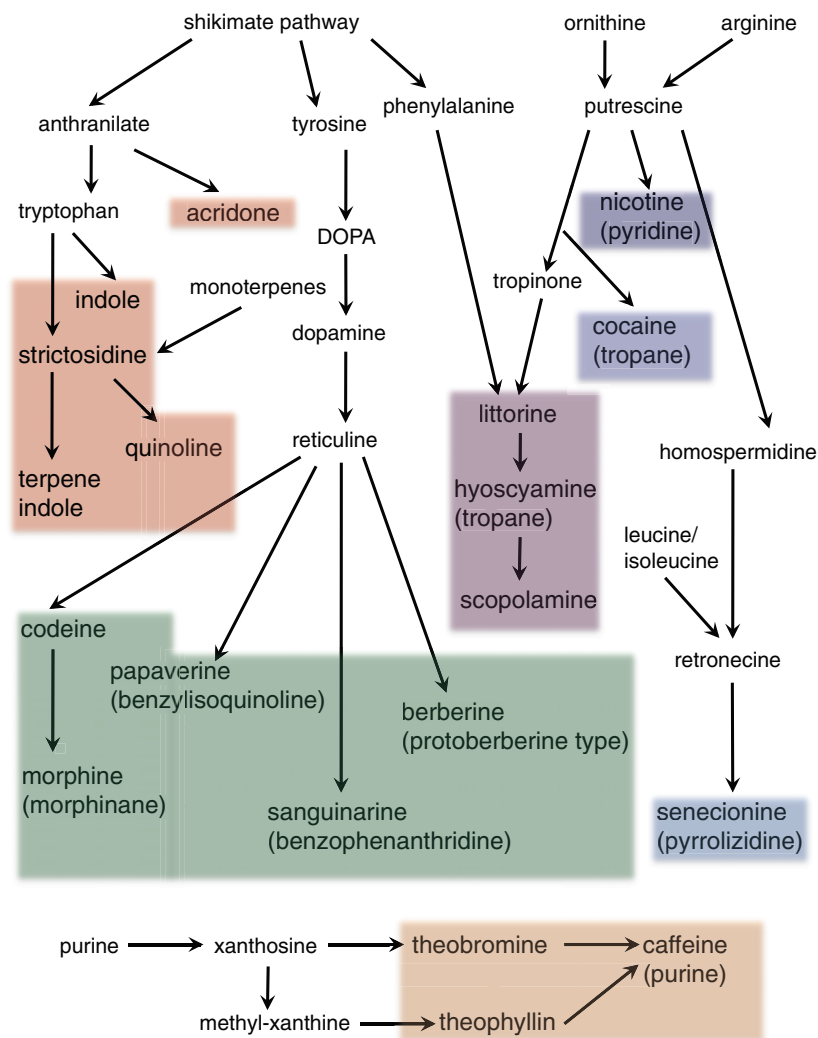 shikimate pathway
ornithine
arginine
anthranilate
tyrosine
phenylalanine
putrescine
tryptophan
acridone
nicotine
(pyridine)
DOPA
indole
monoterpenes
tropinone
strictosidine
dopamine
cocaine
(tropane)
quinoline
reticuline
littorine
homospermidine
terpene
indole
hyoscyamine
(tropane)
leucine/
isoleucine
scopolamine
codeine
retronecine
papaverine
(benzylisoquinoline)
berberine
(protoberberine type)
morphine
(morphinane)
sanguinarine
(benzophenanthridine)
senecionine
(pyrrolizidine)
purine
xanthosine
theobromine
caffeine
(purine)
methyl-xanthine
theophyllin